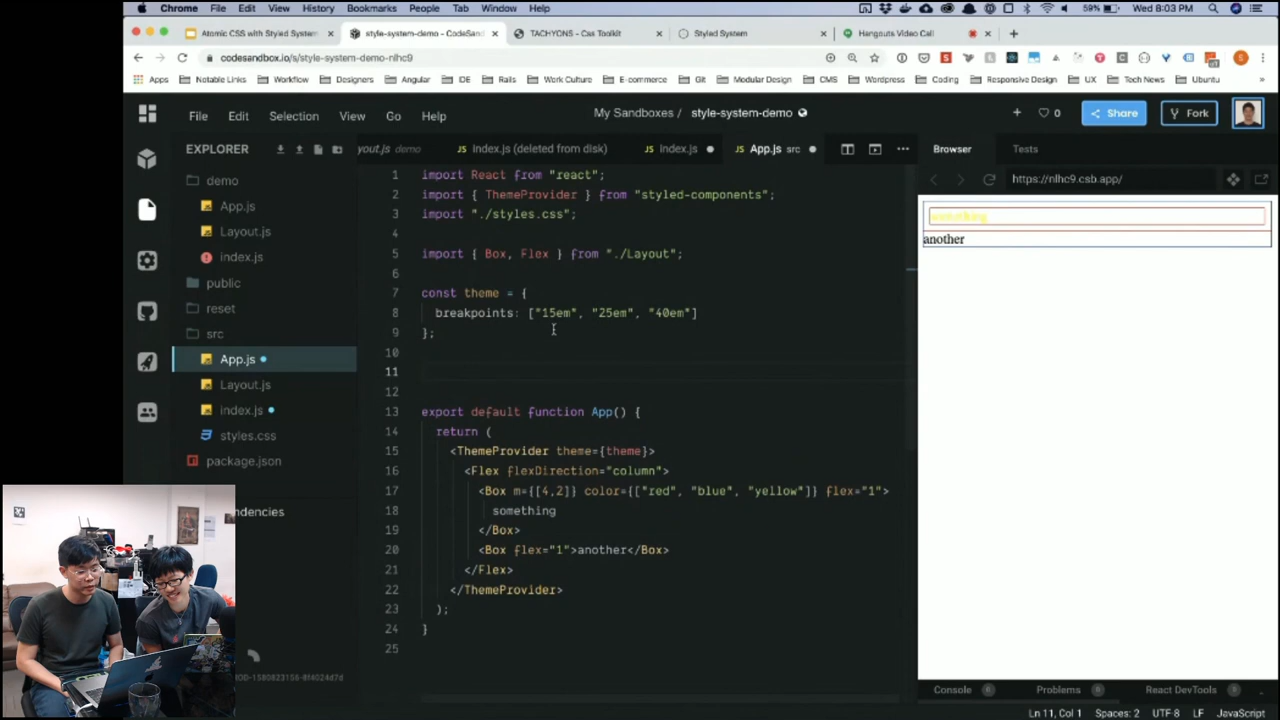 Chrome File Edit View History Bookmarks People Tab Window Help 59% Wed 8:03 PM
Atomic CSS with Styled System × style-system-demo - CodeSand × TACHYONS - Css Toolkit × Styled System × Hangouts Video Call ×
codesandbox.io/s/style-system-demo-nlhc9
Apps Notable Links Workflow Designers Angular IDE Rails Work Culture E-commerce Git Modular Design CMS Wordpress Coding Responsive Design UX Tech News Ubuntu »
File Edit Selection View Go Help My Sandboxes / style-system-demo 0 Share Fork
EXPLORER yout.js demo Index.js (deleted from disk) Index.js App.js src Browser Tests
https://nlhc9.csb.app/
demo
App.js
Layout.js
index.js
public
reset
src
App.js
Layout.js
index.js
styles.css
package.json
ndencies
1 import React from "react";
2 import { ThemeProvider } from "styled-components";
3 import "./styles.css";
4
5 import { Box, Flex } from "./Layout";
6
7 const theme = {
8 breakpoints: ["15em", "25em", "40em"]
9 };
10
11
12
13 export default function App() {
14 return (
15 <ThemeProvider theme={theme}>
16 <Flex flexDirection="column">
17 <Box m={[4,2]} color={["red", "blue", "yellow"]} flex="1">
18 something
19 </Box>
20 <Box flex="1">another</Box>
21 </Flex>
22 </ThemeProvider>
23 );
24 }
25
something
another
Console Problems React DevTools
Ln 11, Col 1 Spaces: 2 UTF-8 LF JavaScript